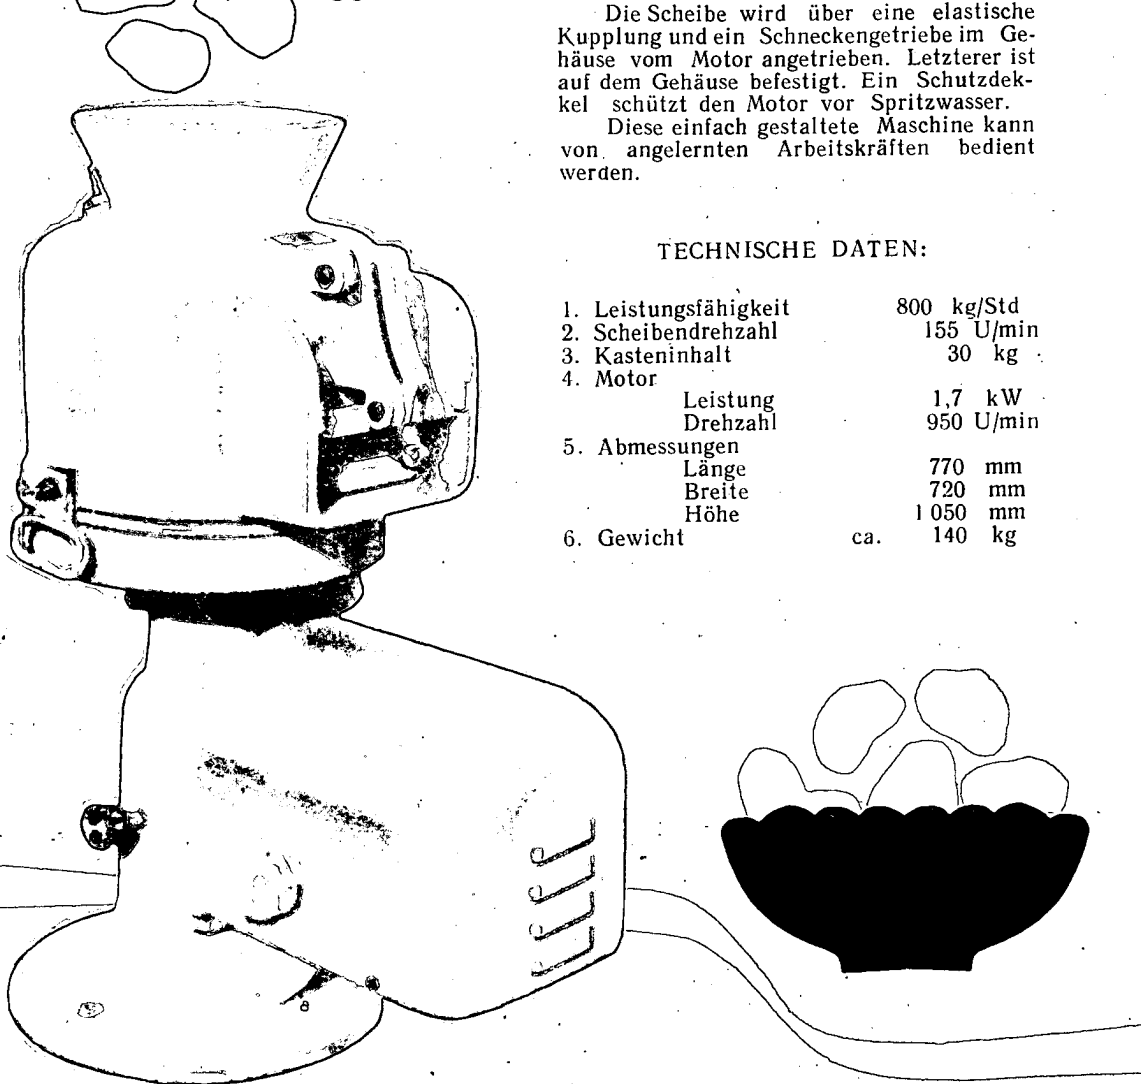 Die Scheibe wird über eine elastische
Kupplung und ein Schneckengetriebe im Ge-
häuse vom Motor angetrieben. Letzterer ist
auf dem Gehäuse befestigt. Ein Schutzdek-
kel schützt den Motor vor Spritzwasser.
Diese einfach gestaltete Maschine kann
von angelernten Arbeitskräften bedient
werden.
TECHNISCHE DATEN:
1. Leistungsfähigkeit 800 kg/Std
2. Scheibendrehzahl 155 U/min
3. Kasteninhalt 30 kg
4. Motor
Leistung 1,7 kW
Drehzahl 950 U/min
5. Abmessungen
Länge 770 mm
Breite 720 mm
Höhe 1 050 mm
6. Gewicht ca. 140 kg